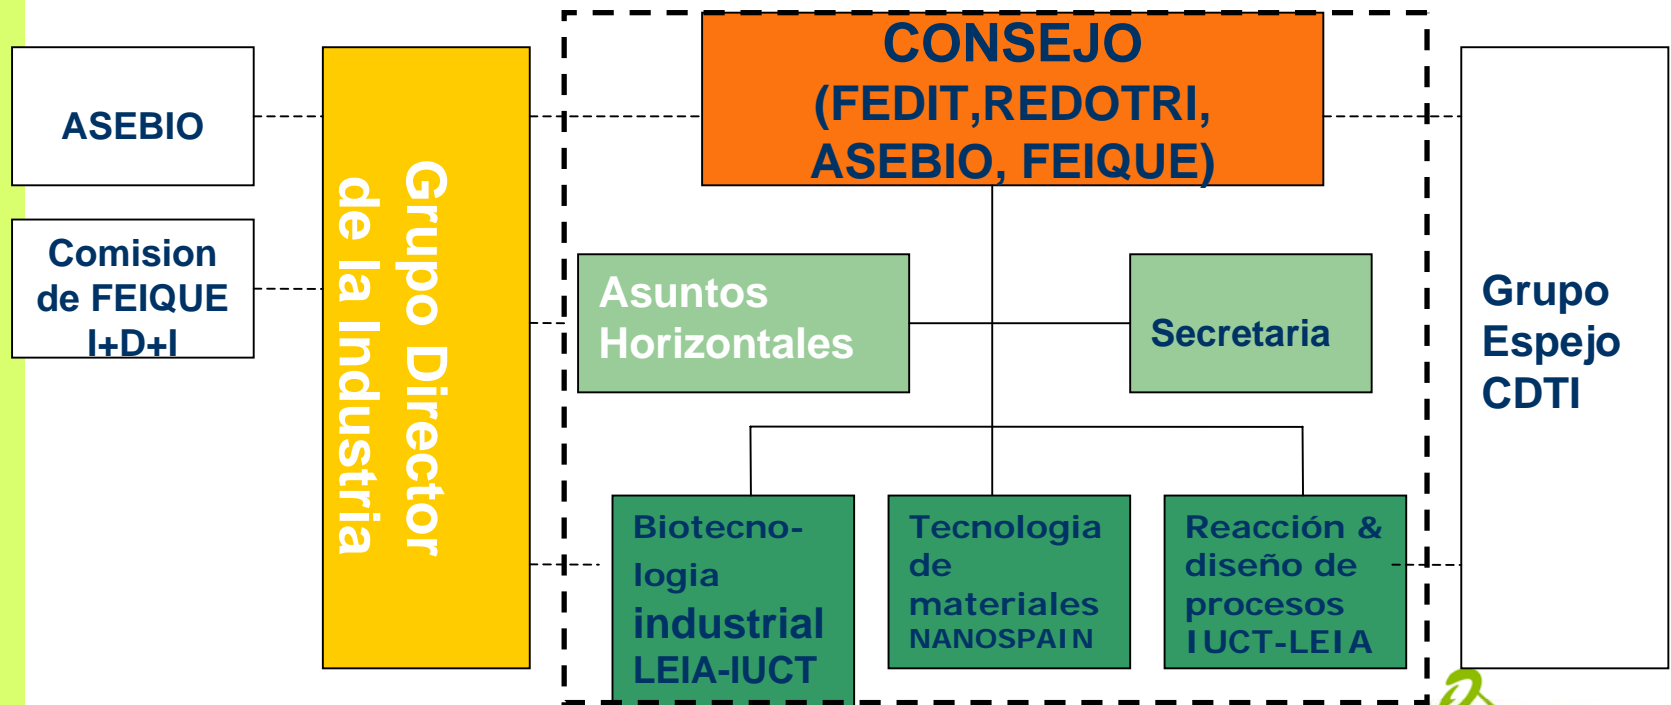 ASEBIO
Comision
de FEIQUE
I+D+I
Grupo Director
de la Industria
CONSEJO
(FEDIT,REDOTRI,
ASEBIO, FEIQUE)
Asuntos
Horizontales
Secretaria
Biotecno-
logia
industrial
LEIA-IUCT
Tecnologia
de
materiales
NANOSPAIN
Reacción &
diseño de
procesos
IUCT-LEIA
Grupo
Espejo
CDTI